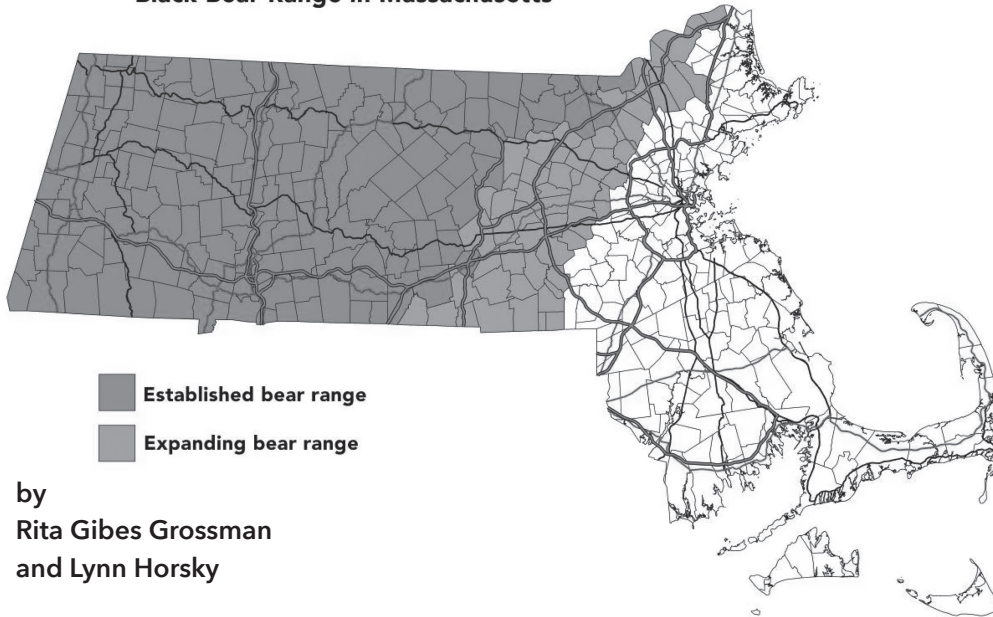 Black Bear Range in Massachusetts
Established bear range
Expanding bear range
by
Rita Gibes Grossman
and Lynn Horsky